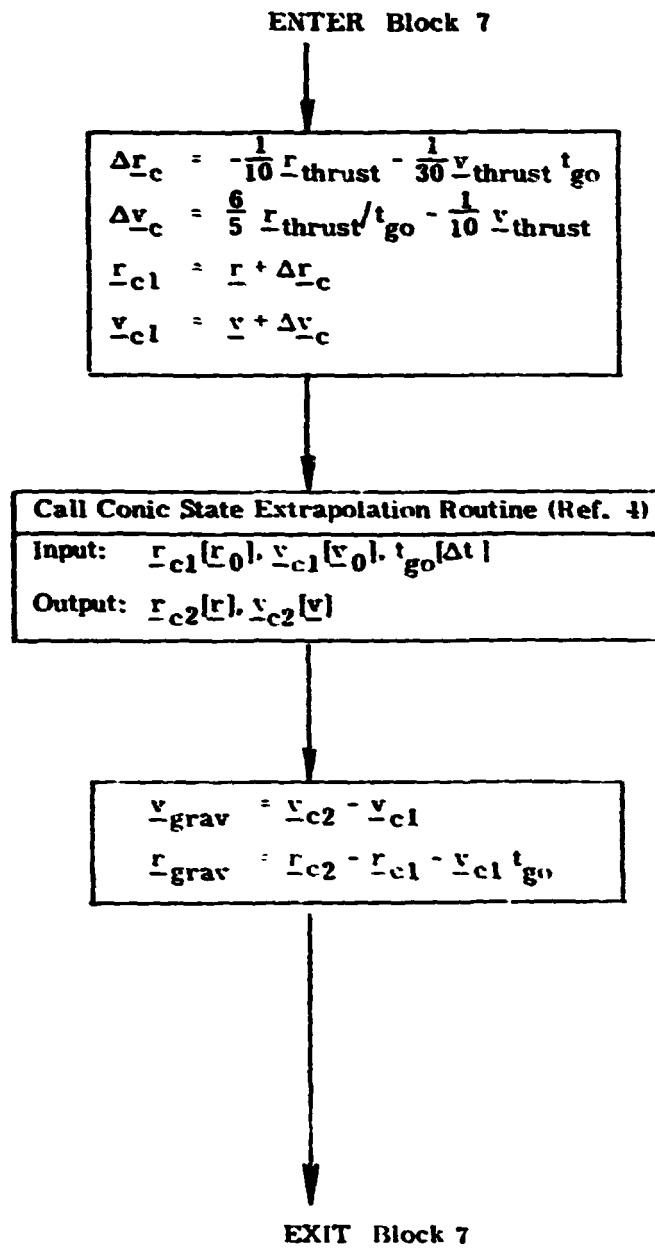 ENTER Block 7
Δr_c = -1/10 r_thrust - 1/30 v_thrust t_go
Δv_c = 6/5 r_thrust/t_go - 1/10 v_thrust
r_c1 = r + Δr_c
v_c1 = v + Δv_c
Call Conic State Extrapolation Routine (Ref. 4)
Input: r_c1[r_0], v_c1[v_0], t_go[Δt]
Output: r_c2[r], v_c2[v]
v_grav = v_c2 - v_c1
r_grav = r_c2 - r_c1 - v_c1 t_go
EXIT Block 7